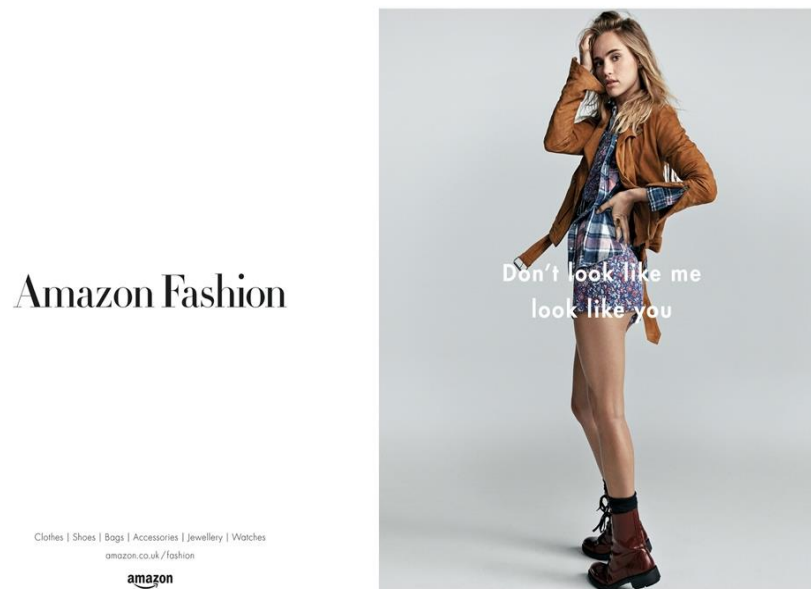 Amazon Fashion
Clothes | Shoes | Bags | Accessories | Jewellery | Watches
amazon.co.uk/fashion
amazon
Don't look like me
look like you